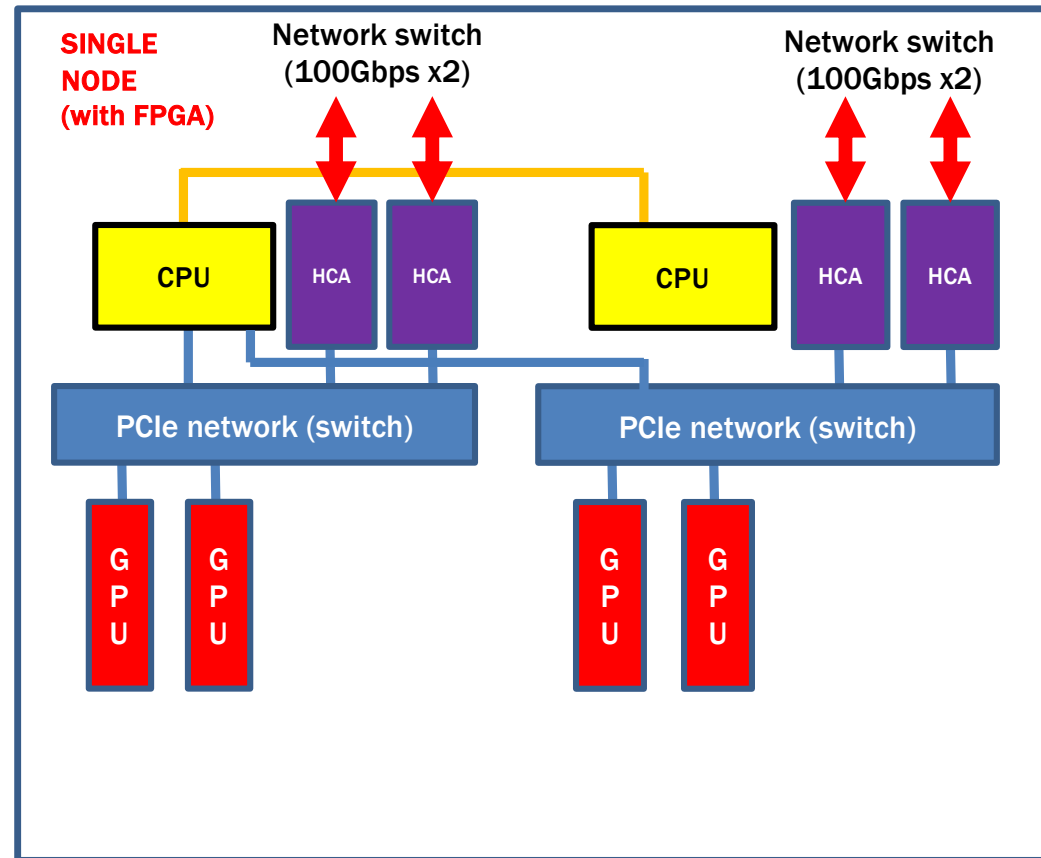 SINGLE
NODE
(with FPGA)
Network switch
(100Gbps x2)
Network switch
(100Gbps x2)
CPU
HCA
HCA
CPU
HCA
HCA
PCIe network (switch)
PCIe network (switch)
G
P
U
G
P
U
G
P
U
G
P
U